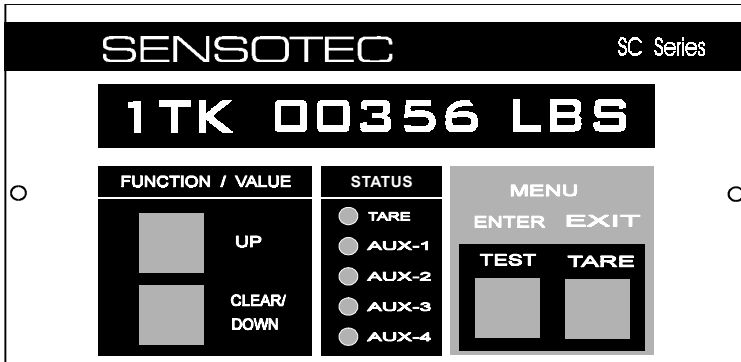 SENSOTEC
SC Series
1TK 00356 LBS
FUNCTION / VALUE
UP
CLEAR/
DOWN
STATUS
TARE
AUX-1
AUX-2
AUX-3
AUX-4
MENU
ENTER EXIT
TEST TARE